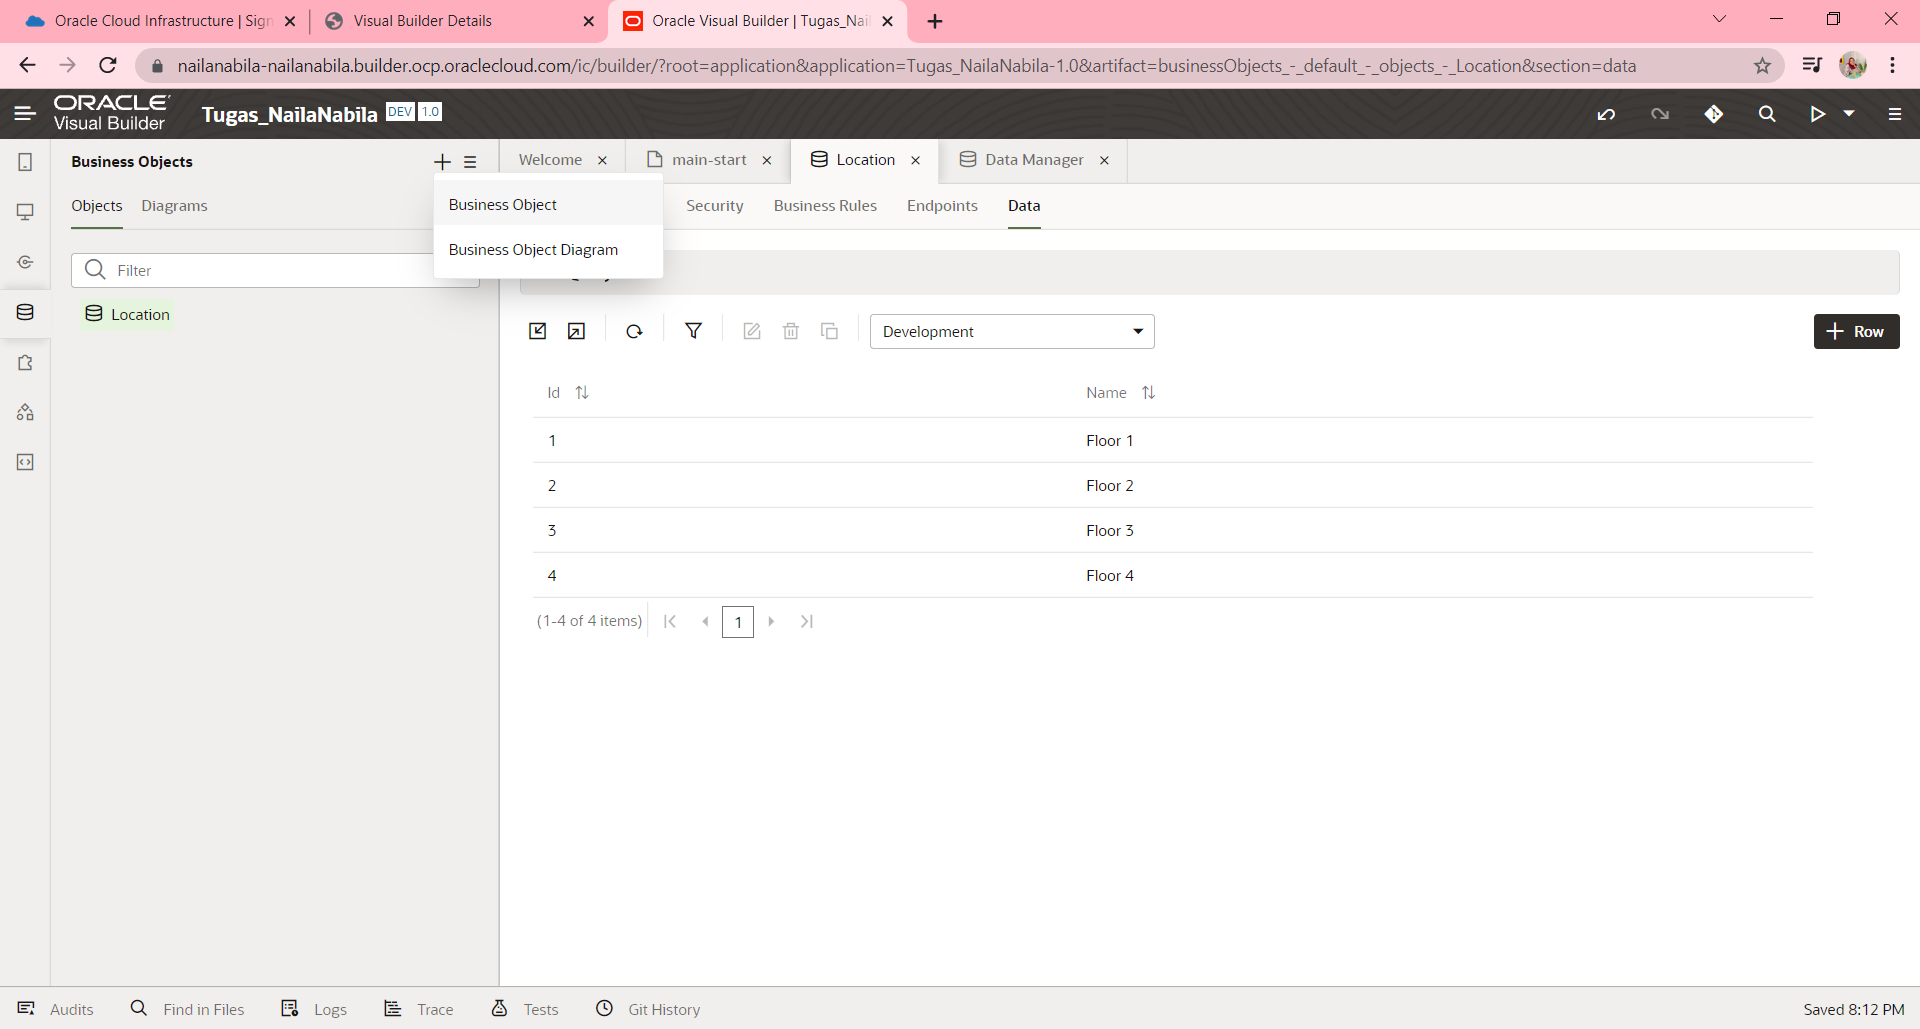 Oracle Cloud Infrastructure | Sign
Visual Builder Details
Oracle Visual Builder | Tugas_Nail
nailanabila-nailanabila.builder.ocp.oraclecloud.com/ic/builder/?root=application&application=Tugas_NailaNabila-1.0&artifact=businessObjects_-_default_-_objects_-_Location&section=data
ORACLE
Visual Builder
Tugas_NailaNabila DEV 1.0
Business Objects
Welcome
main-start
Location
Data Manager
Objects
Diagrams
Business Object
Business Object Diagram
Security
Business Rules
Endpoints
Data
Filter
Location
Development
Row
Id
Name
1
Floor 1
2
Floor 2
3
Floor 3
4
Floor 4
(1-4 of 4 items)
1
Audits
Find in Files
Logs
Trace
Tests
Git History
Saved 8:12 PM